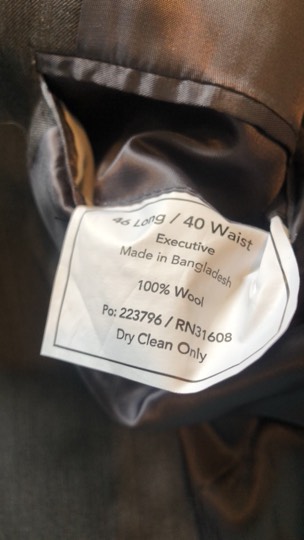 46 Long / 40 Waist
Executive
Made in Bangladesh
100% Wool
Po: 223796 / RN31608
Dry Clean Only